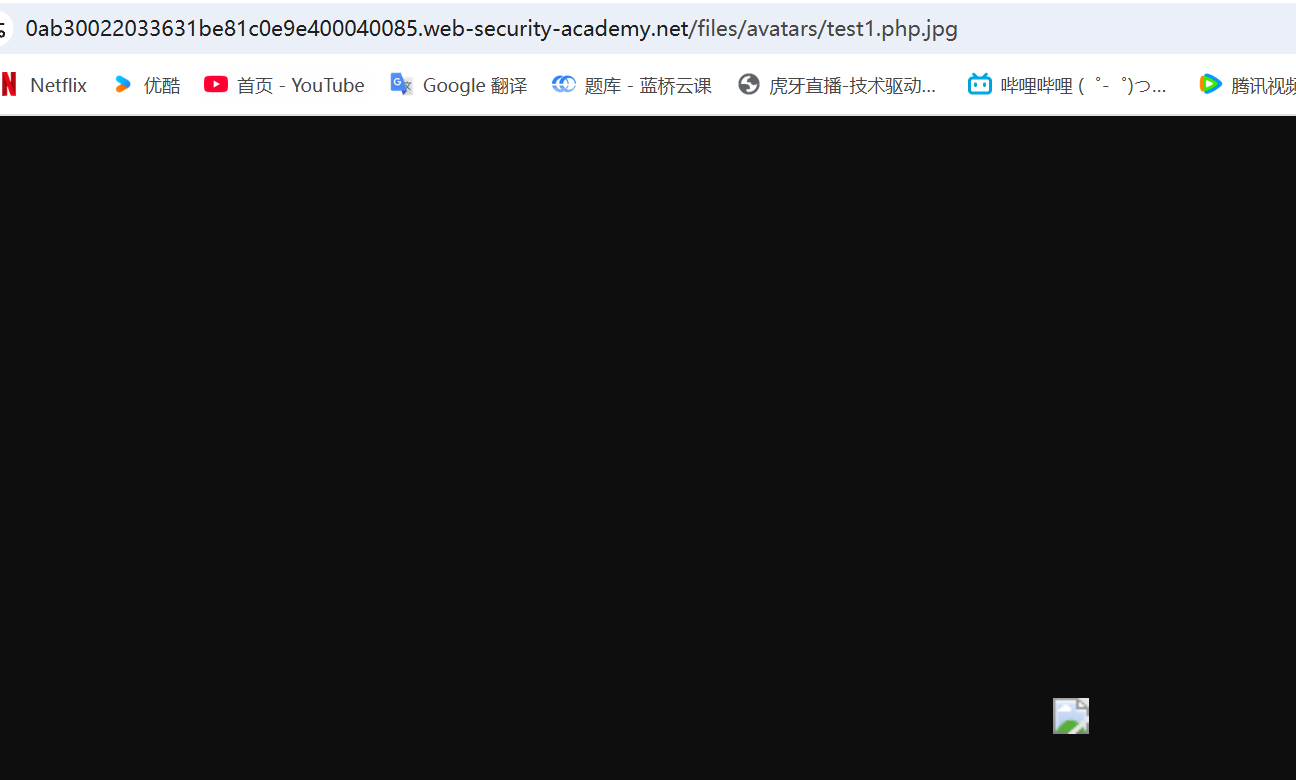 0ab30022033631be81c0e9e400040085.web-security-academy.net/files/avatars/test1.php.jpg
Netflix 优酷 首页 - YouTube Google 翻译 题库 - 蓝桥云课 虎牙直播-技术驱动... 哔哩哔哩 (゜-゜)つ... 腾讯视频